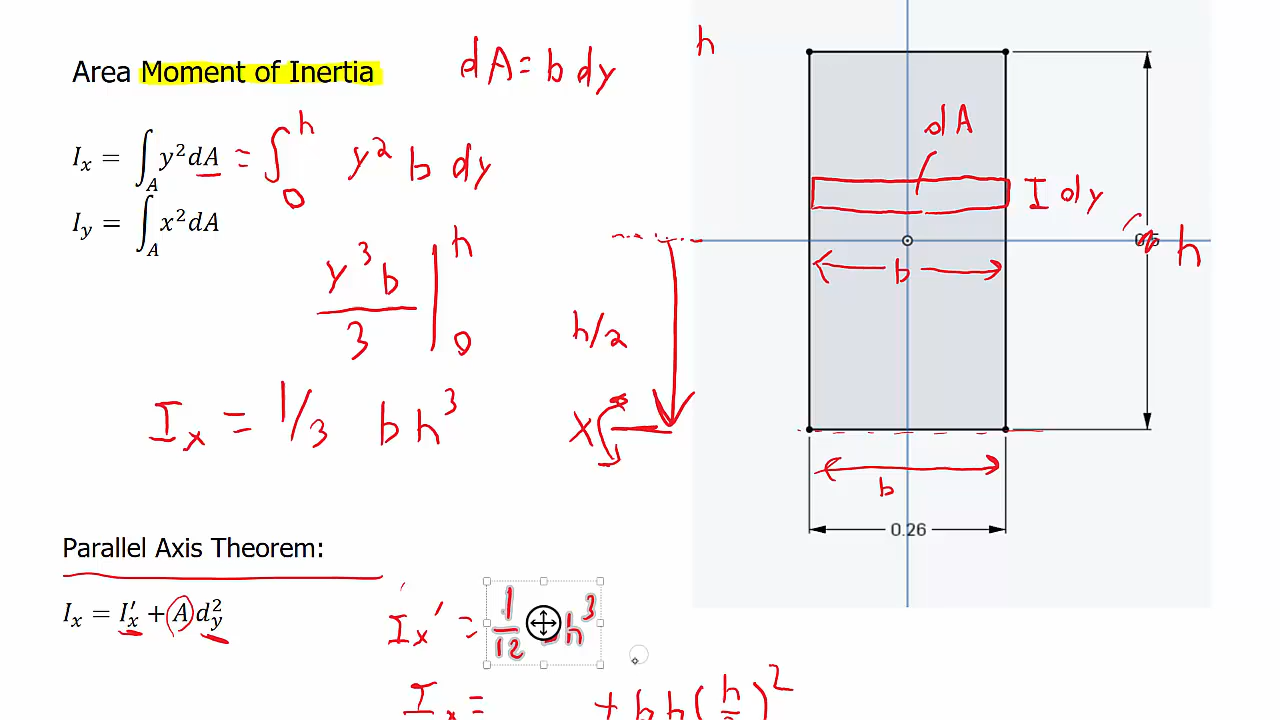 Area Moment of Inertia
dA = b dy
I_x = ∫_A y²dA = ∫_0^h y² b dy
I_y = ∫_A x²dA
y³b/3 |_0^h
I_x = 1/3 bh³
h/2
x
h
dA
I dy
b
h
b
0.26
Parallel Axis Theorem:
I_x = I'_x + A d_y²
I_x' = 1/12 h³
I_x = + bh(h/ )²